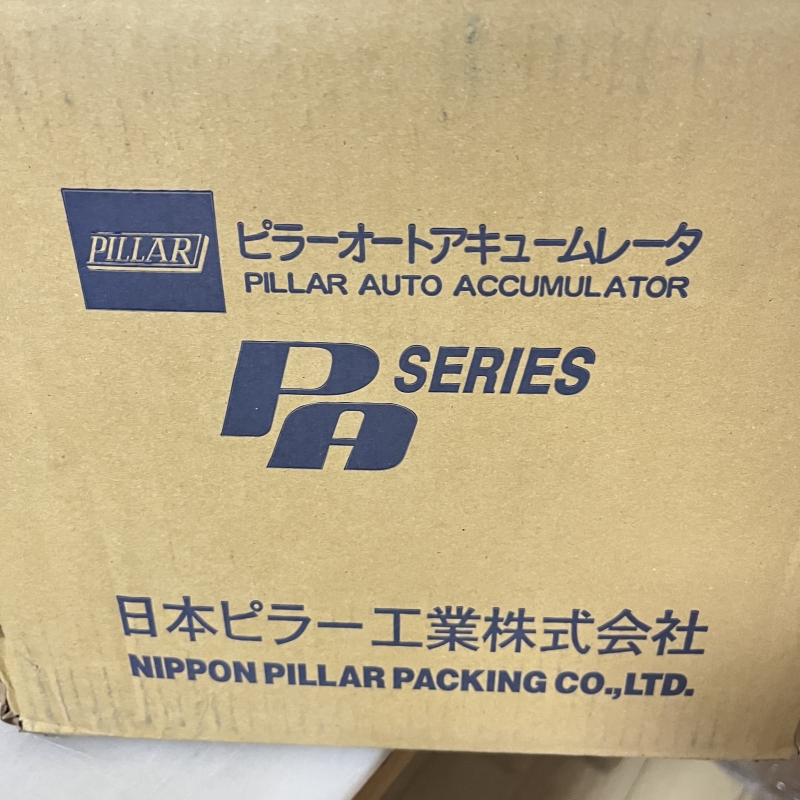 PILLAR
ピラーオートアキュームレータ
PILLAR AUTO ACCUMULATOR
PA SERIES
日本ピラー工業株式会社
NIPPON PILLAR PACKING CO.,LTD.